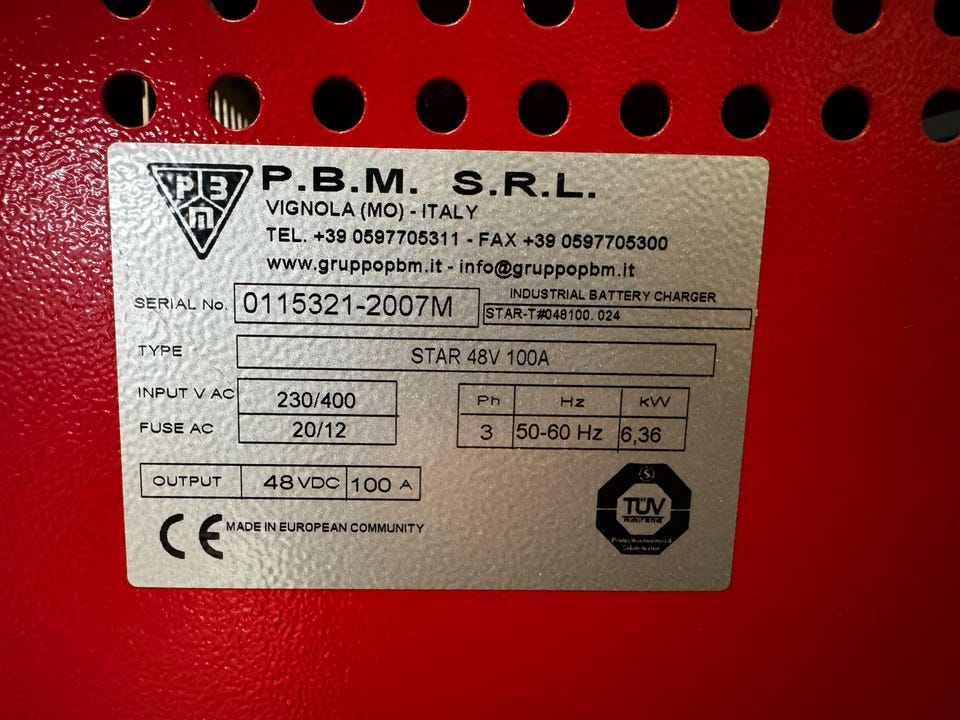 P B M
P.B.M. S.R.L.
VIGNOLA (MO) - ITALY
TEL. +39 0597705311 - FAX +39 0597705300
www.gruppopbm.it - info@gruppopbm.it
SERIAL No. 0115321-2007M
INDUSTRIAL BATTERY CHARGER
STAR-T#048100.024
TYPE STAR 48V 100A
INPUT V AC 230/400
FUSE AC 20/12
Ph Hz kW
3 50-60 Hz 6,36
OUTPUT 48 VDC 100 A
CE MADE IN EUROPEAN COMMUNITY
S
TÜV